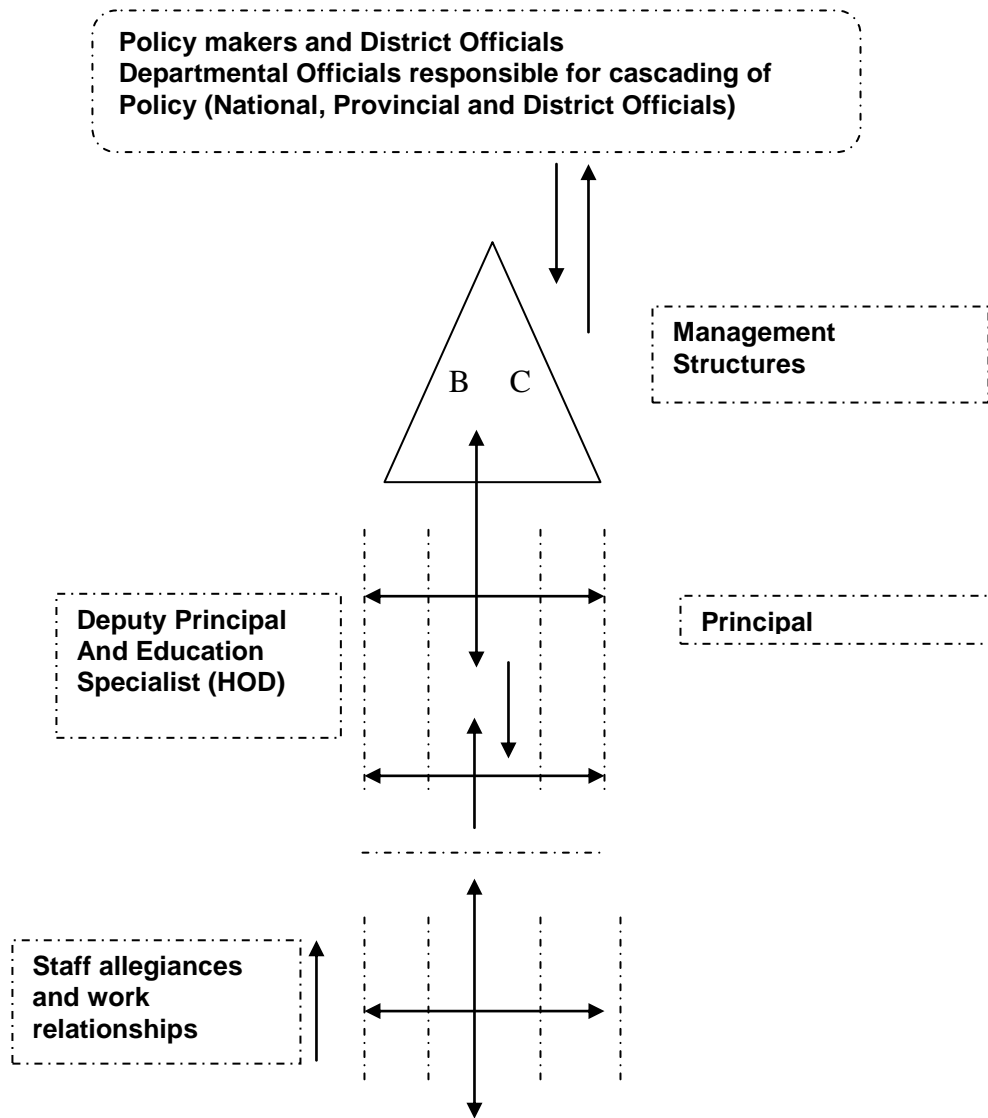 Policy makers and District Officials
Departmental Officials responsible for cascading of
Policy (National, Provincial and District Officials)
Management
Structures
B C
Deputy Principal
And Education
Specialist (HOD)
Principal
Staff allegiances
and work
relationships